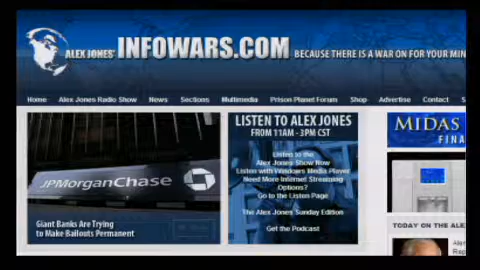 ALEX JONES' INFOWARS.COM BECAUSE THERE IS A WAR ON FOR YOUR MIN
Home Alex Jones Radio Show News Sections Multimedia Prison Planet Forum Shop Advertise Contact S
JPMORGANCHASE
Giant Banks Are Trying
to Make Bailouts Permanent
LISTEN TO ALEX JONES
FROM 11AM - 3PM CST
Listen to the
Alex Jones Show Now
Listen with Windows Media Player
Need More Internet Streaming
Options?
Go to the Listen Page
The Alex Jones Sunday Edition
Get the Podcast
MIDAS
FINA
TODAY ON THE ALE
Alex